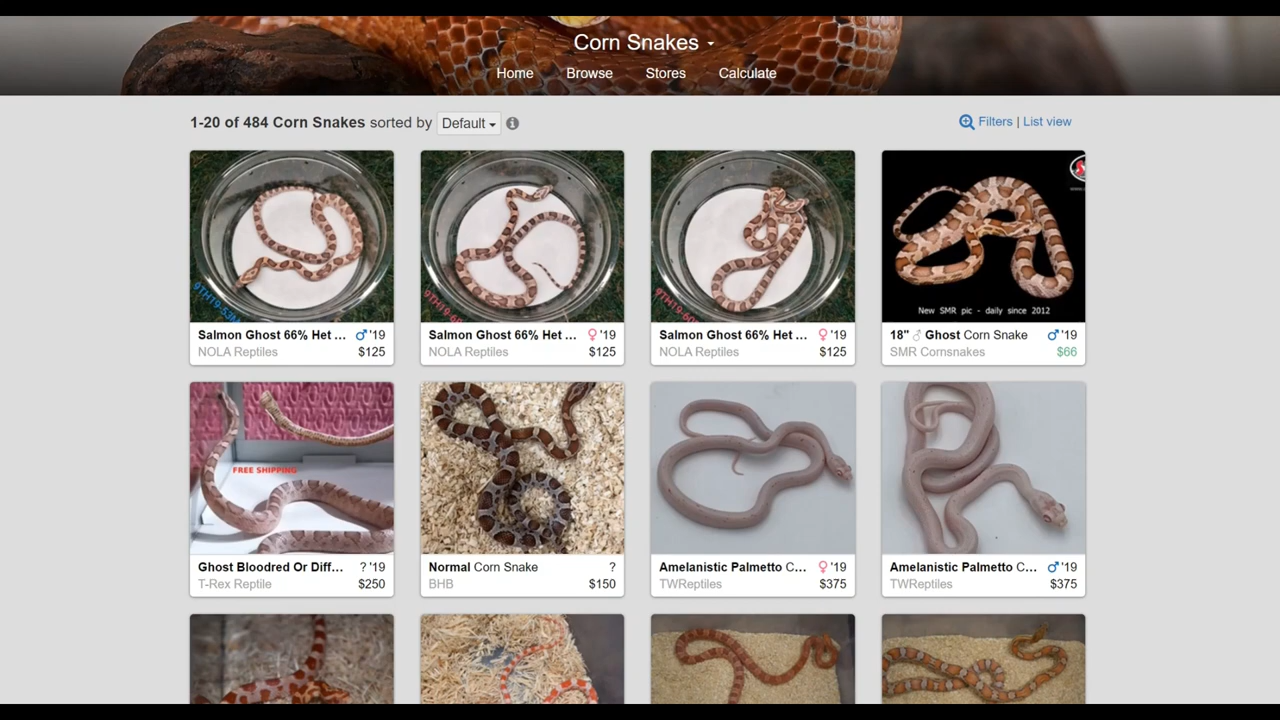 Corn Snakes
Home Browse Stores Calculate
1-20 of 484 Corn Snakes sorted by Default
Filters | List view
9TH19-53M
New SMR pic - daily since 2012
Salmon Ghost 66% Het ... ♂ '19
NOLA Reptiles $125
Salmon Ghost 66% Het ... ♀ '19
NOLA Reptiles $125
Salmon Ghost 66% Het ... ♀ '19
NOLA Reptiles $125
18" ♂ Ghost Corn Snake ♂ '19
SMR Cornsnakes $66
FREE SHIPPING
Ghost Bloodred Or Diff... ? '19
T-Rex Reptile $250
Normal Corn Snake ?
BHB $150
Amelanistic Palmetto C... ♀ '19
TWReptiles $375
Amelanistic Palmetto C... ♂ '19
TWReptiles $375